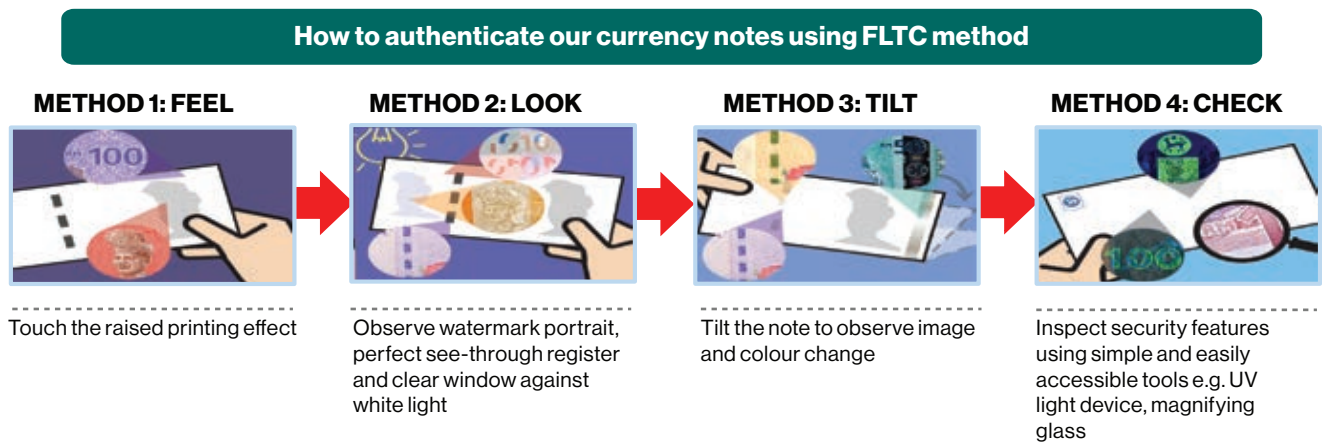 How to authenticate our currency notes using FLTC method
METHOD 1: FEEL
100
Touch the raised printing effect
METHOD 2: LOOK
Observe watermark portrait,
perfect see-through register
and clear window against
white light
METHOD 3: TILT
Tilt the note to observe image
and colour change
METHOD 4: CHECK
100
Inspect security features
using simple and easily
accessible tools e.g. UV
light device, magnifying
glass